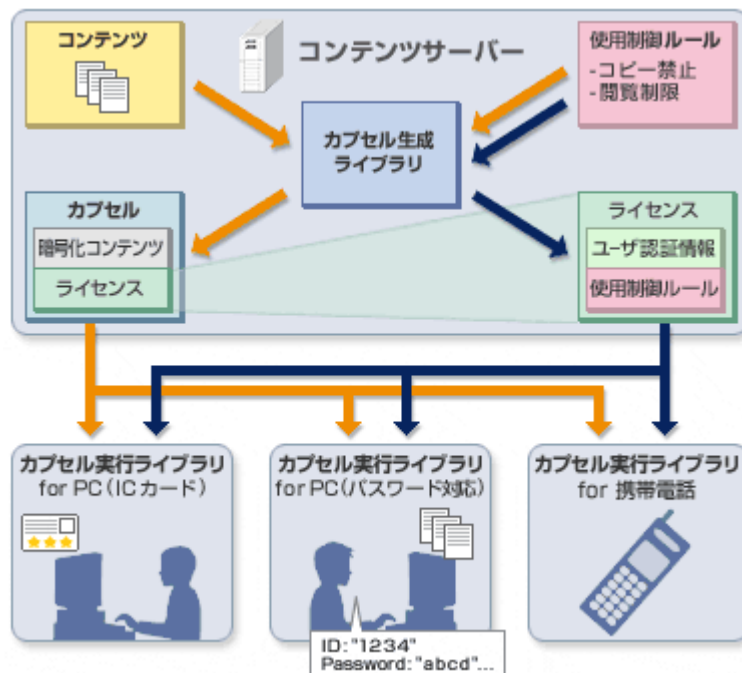 コンテンツ
コンテンツサーバー
使用制御ルール
-コピー禁止
-閲覧制限
カプセル生成
ライブラリ
カプセル
暗号化コンテンツ
ライセンス
ライセンス
ユーザ認証情報
使用制御ルール
カプセル実行ライブラリ
for PC(ICカード)
カプセル実行ライブラリ
for PC(パスワード対応)
カプセル実行ライブラリ
for 携帯電話
ID:"1234"
Password:"abcd"...